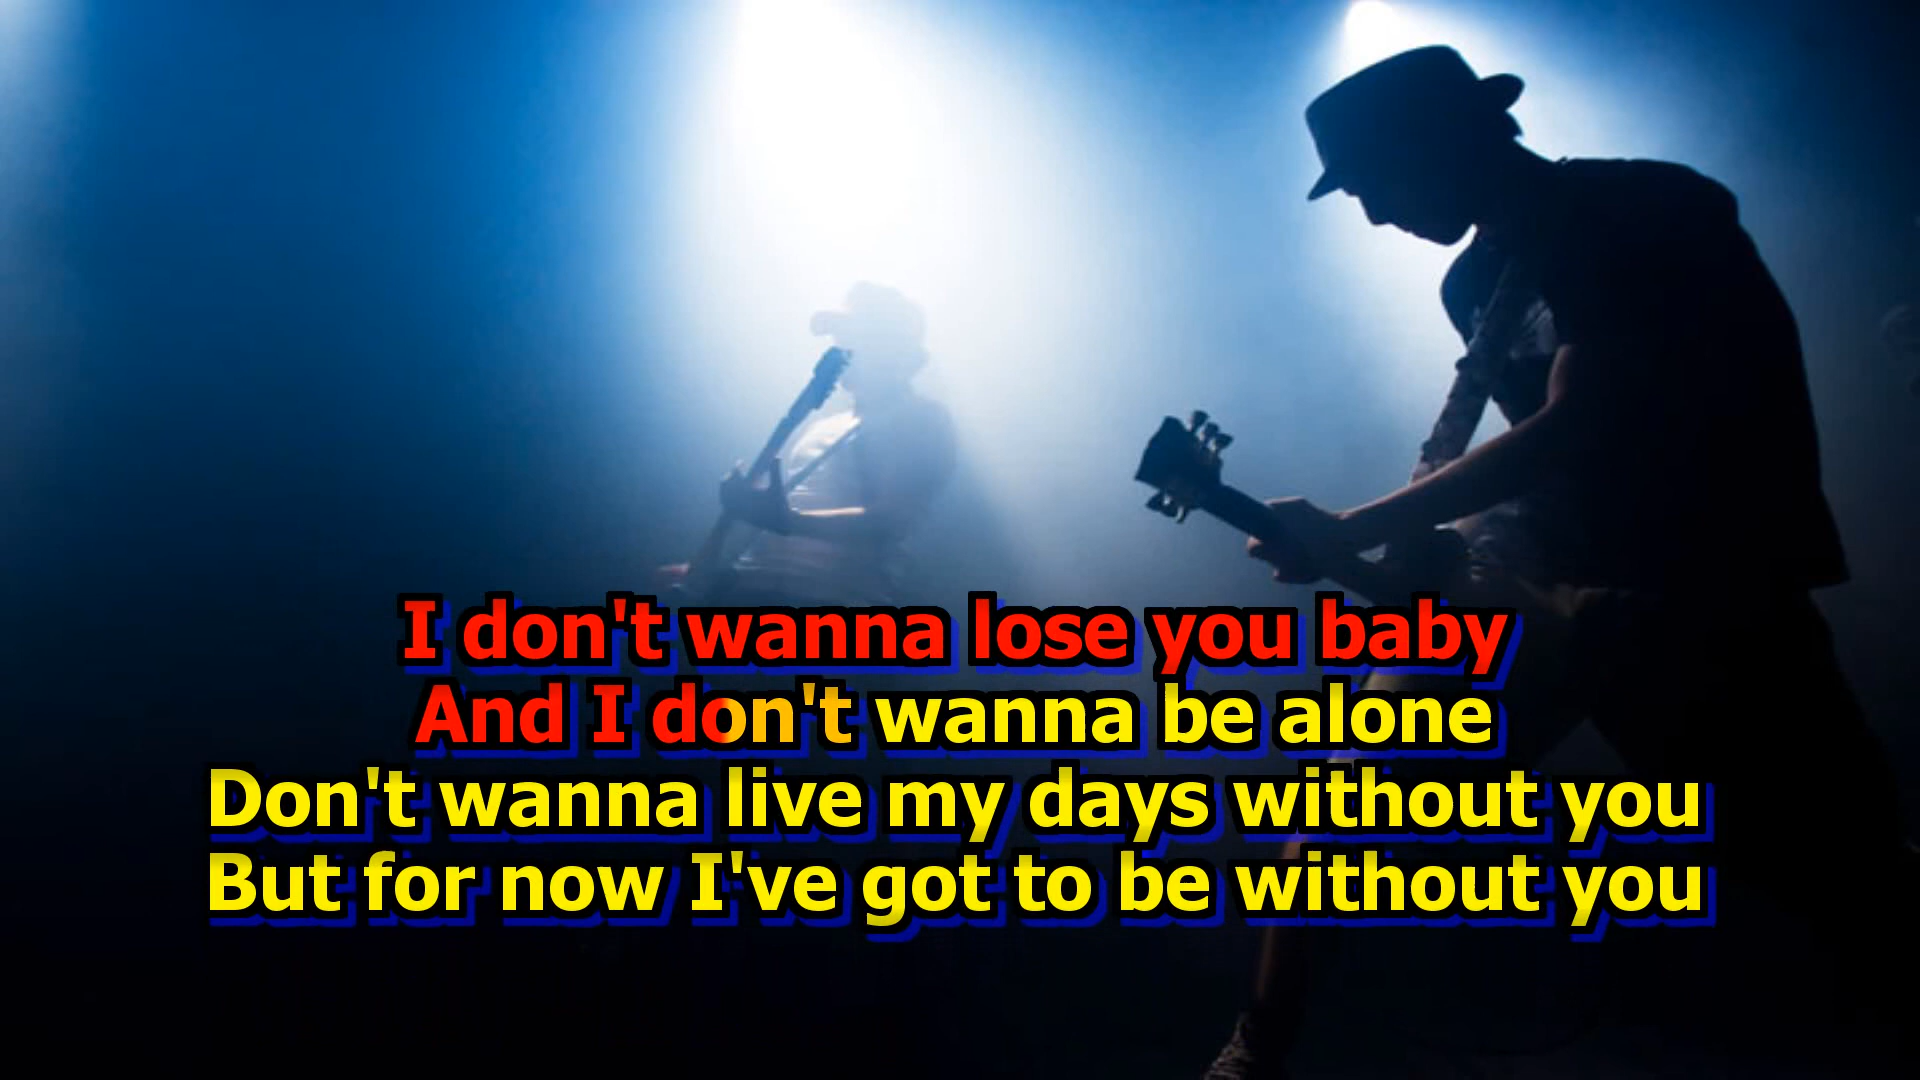 I don't wanna lose you baby
And I don't wanna be alone
Don't wanna live my days without you
But for now I've got to be without you